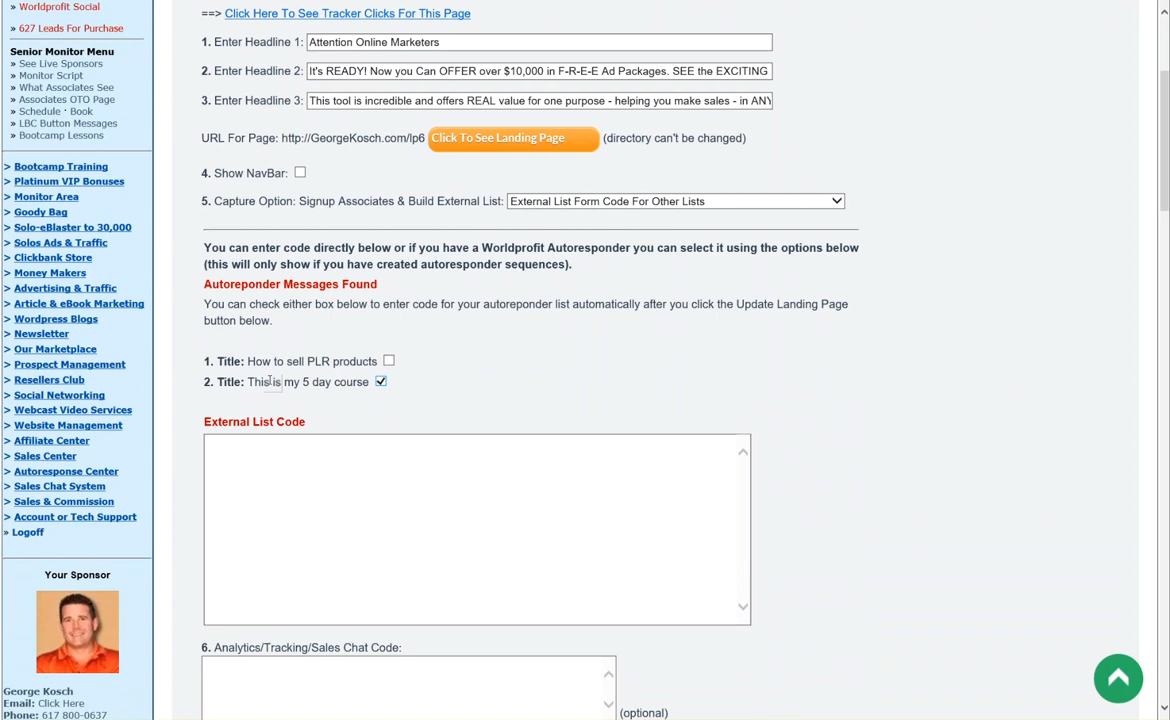 » Worldprofit Social
» 627 Leads For Purchase
Senior Monitor Menu
» See Live Sponsors
» Monitor Script
» What Associates See
» Associates OTO Page
» Schedule · Book
» LBC Button Messages
» Bootcamp Lessons
> Bootcamp Training
> Platinum VIP Bonuses
> Monitor Area
> Goody Bag
> Solo-eBlaster to 30,000
> Solos Ads & Traffic
> Clickbank Store
> Money Makers
> Advertising & Traffic
> Article & eBook Marketing
> Wordpress Blogs
> Newsletter
> Our Marketplace
> Prospect Management
> Resellers Club
> Social Networking
> Webcast Video Services
> Website Management
> Affiliate Center
> Sales Center
> Autoresponse Center
> Sales Chat System
> Sales & Commission
> Account or Tech Support
» Logoff
Your Sponsor
George Kosch
Email: Click Here
Phone: 617 800-0637
==> Click Here To See Tracker Clicks For This Page
1. Enter Headline 1: Attention Online Marketers
2. Enter Headline 2: It's READY! Now you Can OFFER over $10,000 in F-R-E-E Ad Packages. SEE the EXCITING
3. Enter Headline 3: This tool is incredible and offers REAL value for one purpose - helping you make sales - in ANY
URL For Page: http://GeorgeKosch.com/lp6 Click To See Landing Page (directory can't be changed)
4. Show NavBar:
5. Capture Option: Signup Associates & Build External List: External List Form Code For Other Lists
You can enter code directly below or if you have a Worldprofit Autoresponder you can select it using the options below
(this will only show if you have created autoresponder sequences).
Autoreponder Messages Found
You can check either box below to enter code for your autoreponder list automatically after you click the Update Landing Page
button below.
1. Title: How to sell PLR products
2. Title: This is my 5 day course
External List Code
6. Analytics/Tracking/Sales Chat Code:
(optional)